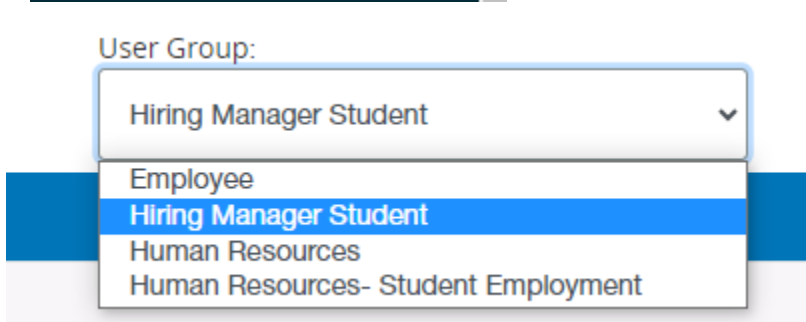 User Group:
Hiring Manager Student
Employee
Hiring Manager Student
Human Resources
Human Resources- Student Employment